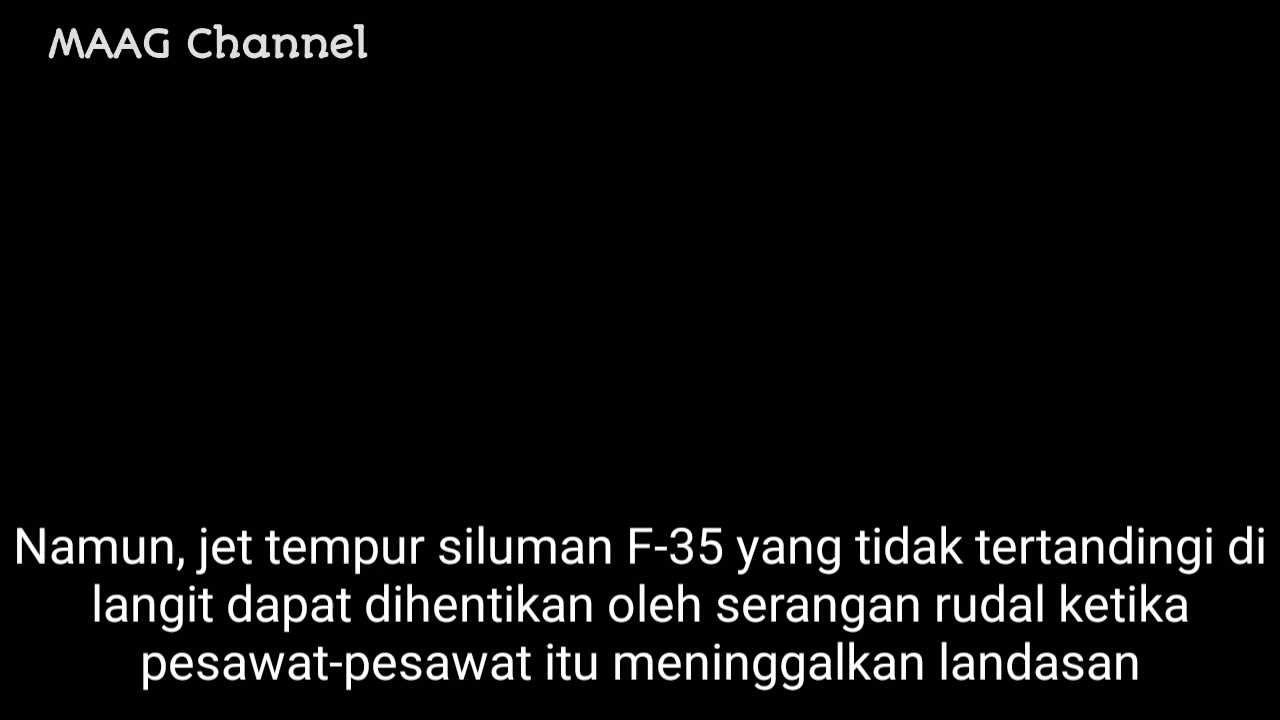 MAAG Channel
Namun, jet tempur siluman F-35 yang tidak tertandingi di
langit dapat dihentikan oleh serangan rudal ketika
pesawat-pesawat itu meninggalkan landasan